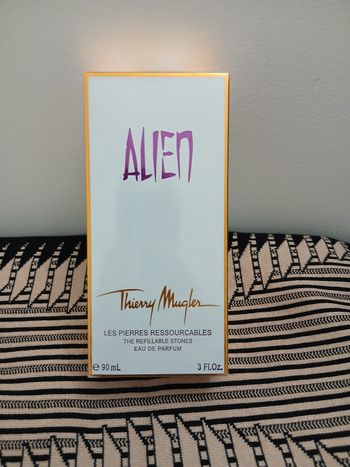 ALIEN
Thierry Mugler
LES PIERRES RESSOURCABLES
THE REFILLABLE STONES
EAU DE PARFUM
℮ 90 mL 3 Fl.Oz.